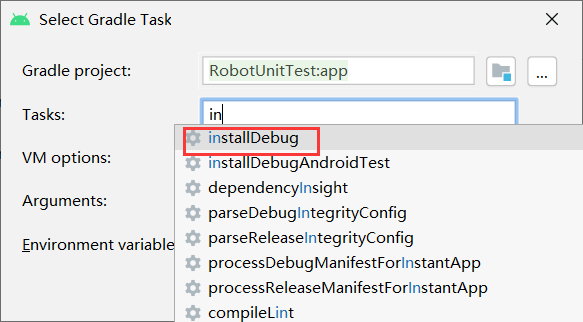 Select Gradle Task
Gradle project:
RobotUnitTest:app
...
Tasks:
in
installDebug
VM options:
installDebugAndroidTest
dependencyInsight
Arguments:
parseDebugIntegrityConfig
parseReleaseIntegrityConfig
Environment variable
processDebugManifestForInstantApp
processReleaseManifestForInstantApp
compileLint